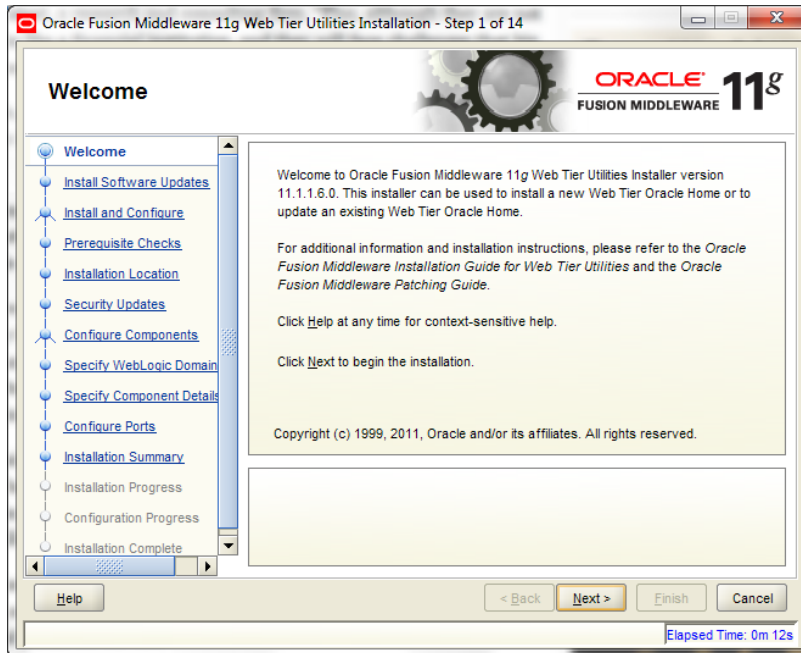 Oracle Fusion Middleware 11g Web Tier Utilities Installation - Step 1 of 14
Welcome
ORACLE
FUSION MIDDLEWARE 11g
Welcome
Install Software Updates
Install and Configure
Prerequisite Checks
Installation Location
Security Updates
Configure Components
Specify WebLogic Domain
Specify Component Details
Configure Ports
Installation Summary
Installation Progress
Configuration Progress
Installation Complete
Welcome to Oracle Fusion Middleware 11g Web Tier Utilities Installer version
11.1.1.6.0. This installer can be used to install a new Web Tier Oracle Home or to
update an existing Web Tier Oracle Home.
For additional information and installation instructions, please refer to the Oracle
Fusion Middleware Installation Guide for Web Tier Utilities and the Oracle
Fusion Middleware Patching Guide.
Click Help at any time for context-sensitive help.
Click Next to begin the installation.
Copyright (c) 1999, 2011, Oracle and/or its affiliates. All rights reserved.
Help
< Back
Next >
Finish
Cancel
Elapsed Time: 0m 12s